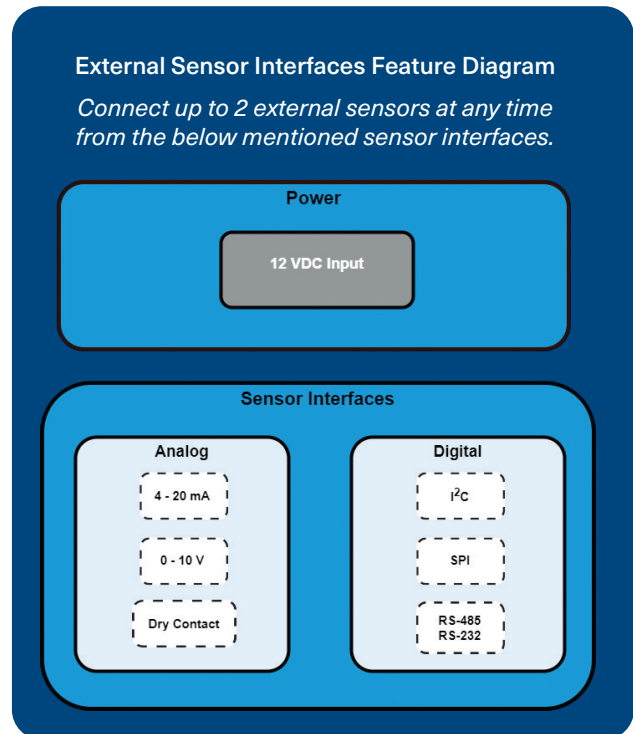 External Sensor Interfaces Feature Diagram
Connect up to 2 external sensors at any time
from the below mentioned sensor interfaces.
Power
12 VDC Input
Sensor Interfaces
Analog
4 - 20 mA
0 - 10 V
Dry Contact
Digital
I²C
SPI
RS-485
RS-232